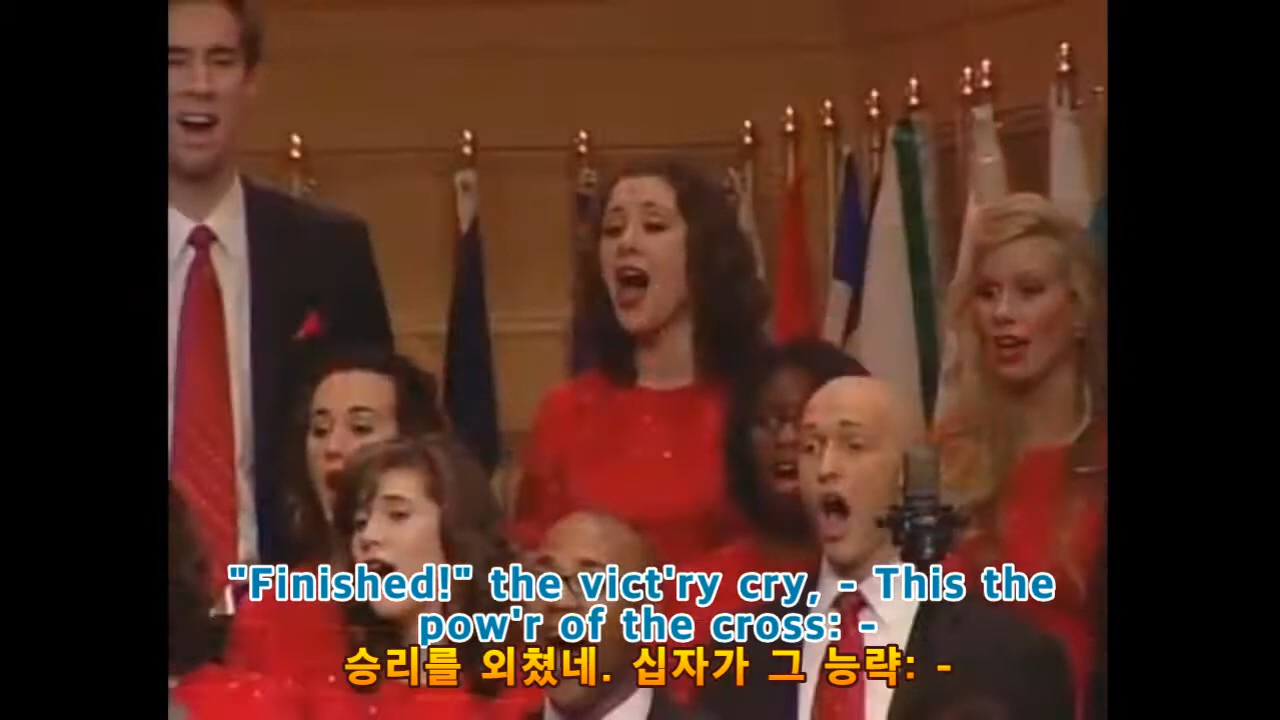 "Finished!" the vict'ry cry, - This the
pow'r of the cross: -
승리를 외쳤네. 십자가 그 능략: -